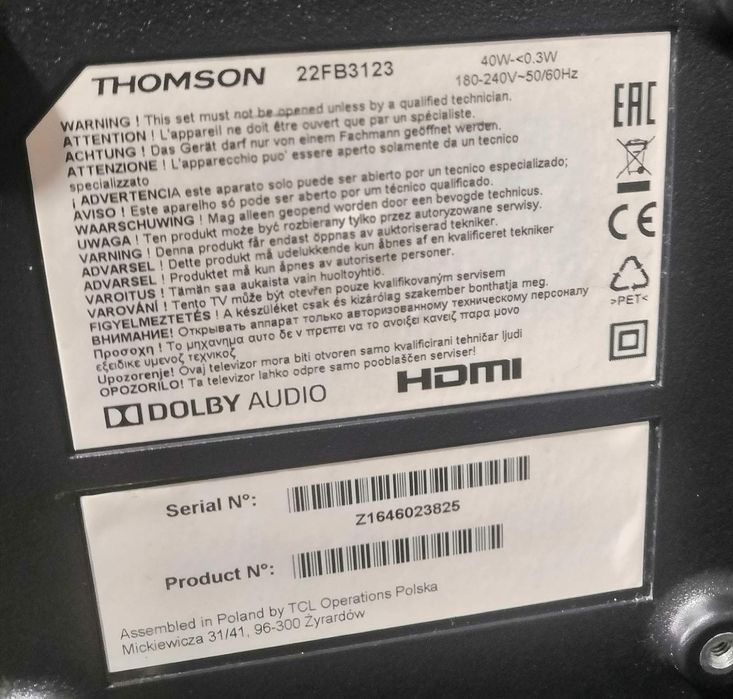 THOMSON 22FB3123 40W-<0.3W
180-240V~50/60Hz
WARNING ! This set must not be opened unless by a qualified technician.
ATTENTION ! L'appareil ne doit être ouvert que par un spécialiste.
ACHTUNG ! Das Gerät darf nur von einem Fachmann geöffnet werden.
ATTENZIONE ! L'apparecchio puo' essere aperto solamente da un tecnico
specializzato
¡ ADVERTENCIA este aparato solo puede ser abierto por un tecnico especializado;
AVISO ! Este aparelho só pode ser aberto por um técnico qualificado.
WAARSCHUWING ! Mag alleen geopend worden door een bevogde technicus.
UWAGA ! Ten produkt może być rozbierany tylko przez autoryzowane serwisy.
VARNING ! Denna produkt får endast öppnas av auktoriserad tekniker.
ADVARSEL ! Dette produkt må udelukkende kun åbnes af en kvalificeret tekniker
ADVARSEL ! Produktet må kun åpnes av autoriserte personer.
VAROITUS ! Tämän saa aukaista vain huoltoyhtiö.
VAROVÁNÍ ! Tento TV může být otevřen pouze kvalifikovaným servisem
FIGYELMEZTETÉS ! A készüléket csak és kizárólag szakember bonthatja meg.
ВНИМАНИЕ! Открывать аппарат только авторизованному техническому персоналу
Προσοχη ! Το μηχανημα αυτο δε ν πρεπει να το ανοιξει κανειζ παρα μονο
εξειδικε υμενοζ τεχνικοζ
Upozorenje! Ovaj televizor mora biti otvoren samo kvalificirani tehničar ljudi
OPOZORILO! Ta televizor lahko odpre samo pooblaščen serviser!
DOLBY AUDIO HDMI
EAC
CE
>PET<
Serial N°:
Z1646023825
Product N°:
Assembled in Poland by TCL Operations Polska
Mickiewicza 31/41, 96-300 Żyrardów